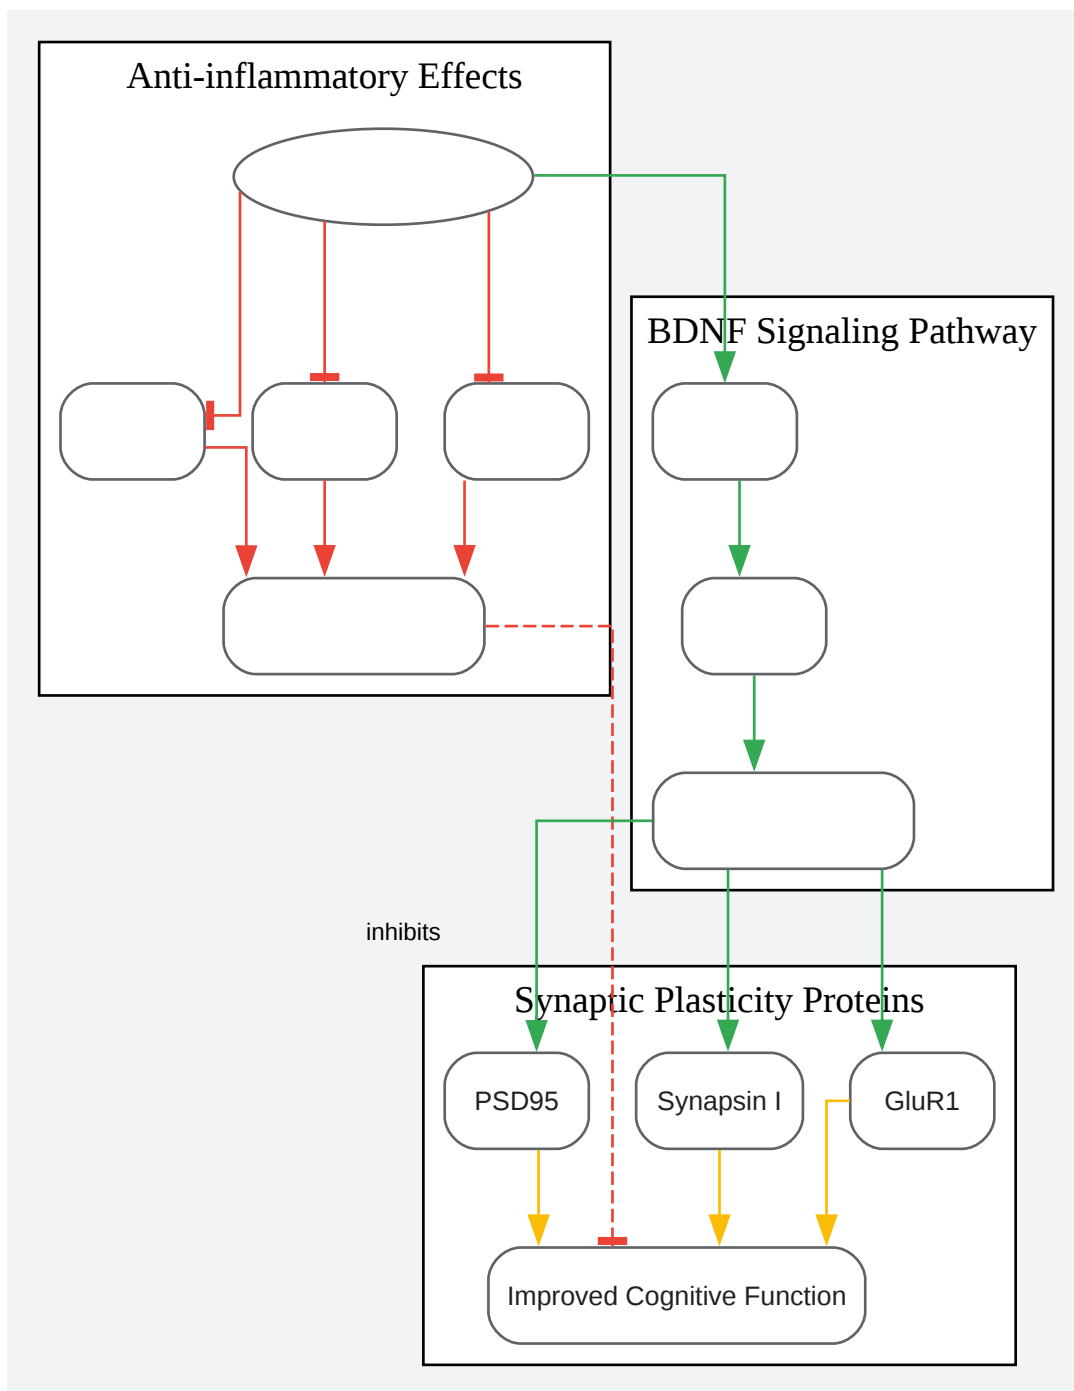 Anti-inflammatory Effects
BDNF Signaling Pathway
inhibits
Synaptic Plasticity Proteins
PSD95
Synapsin I
GluR1
Improved Cognitive Function